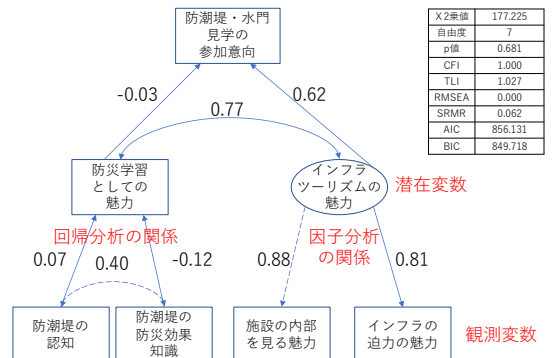 防潮堤・水門
見学の
参加意向
Χ2乗値 177.225
自由度 7
p値 0.681
CFI 1.000
TLI 1.027
RMSEA 0.000
SRMR 0.062
AIC 856.131
BIC 849.718
-0.03
0.77
0.62
防災学習
としての
魅力
インフラ
ツーリズムの
魅力
潜在変数
回帰分析の関係
因子分析
の関係
0.07
0.40
-0.12
0.88
0.81
防潮堤の
認知
防潮堤の
防災効果
知識
施設の内部
を見る魅力
インフラの
迫力の魅力
観測変数